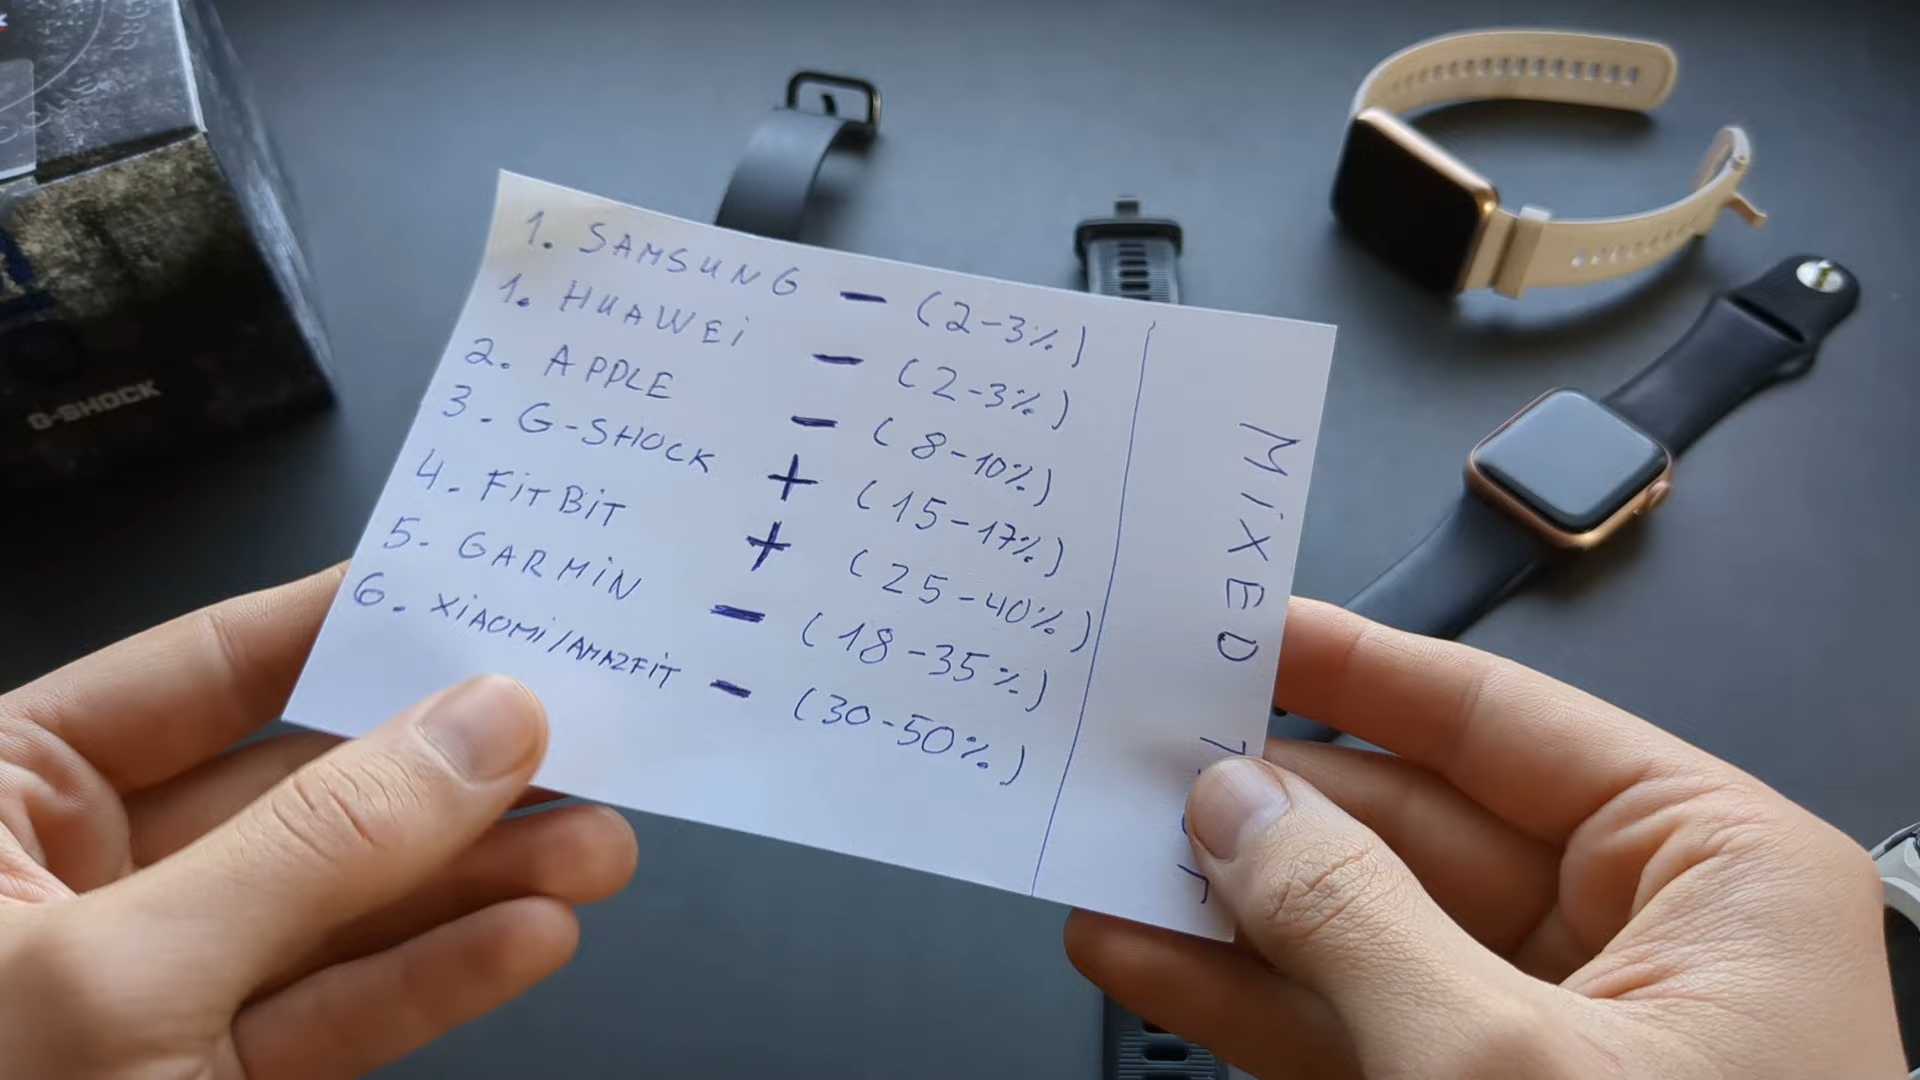 1. SAMSUNG - (2-3%)
1. HUAWEi - (2-3%)
2. APPLE - (8-10%)
3. G-SHOCK + (15-17%)
4. FiTBiT + (25-40%)
5. GARMiN - (18-35%)
6. XiAOMi/AMAZFiT - (30-50%)
MiXED
G-SHOCK